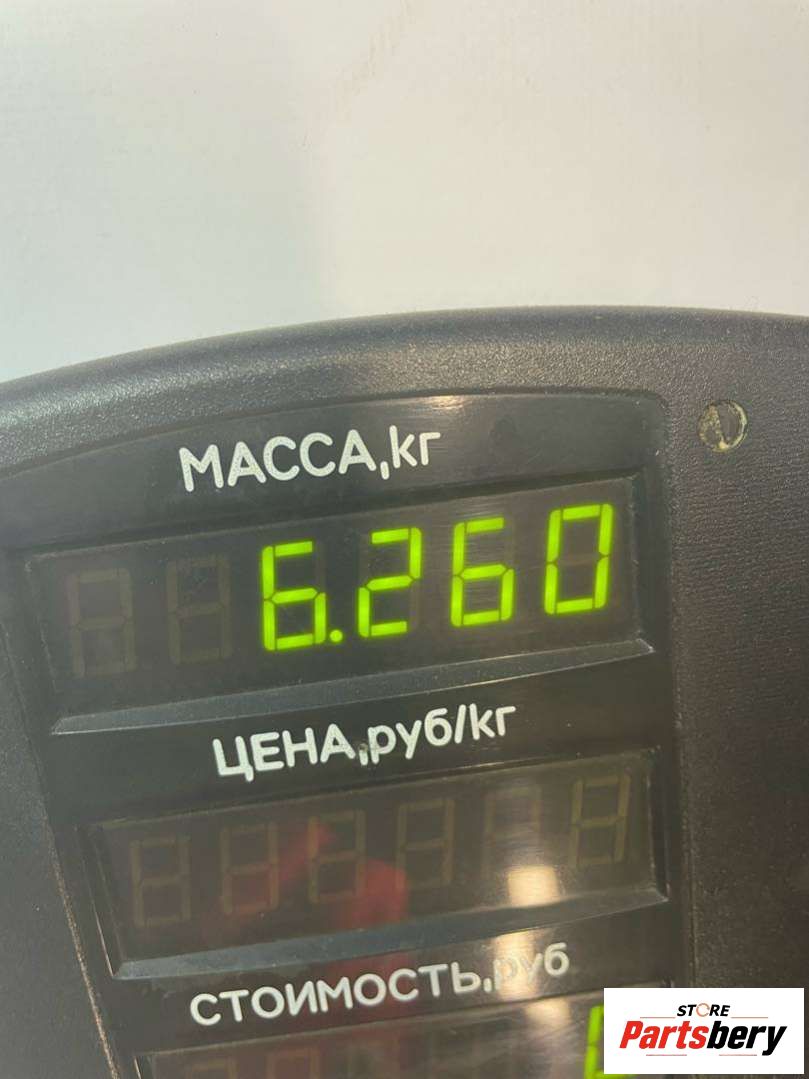 МАССА,кг
6.260
ЦЕНА,руб/кг
СТОИМОСТЬ,руб
STORE
Partsbery